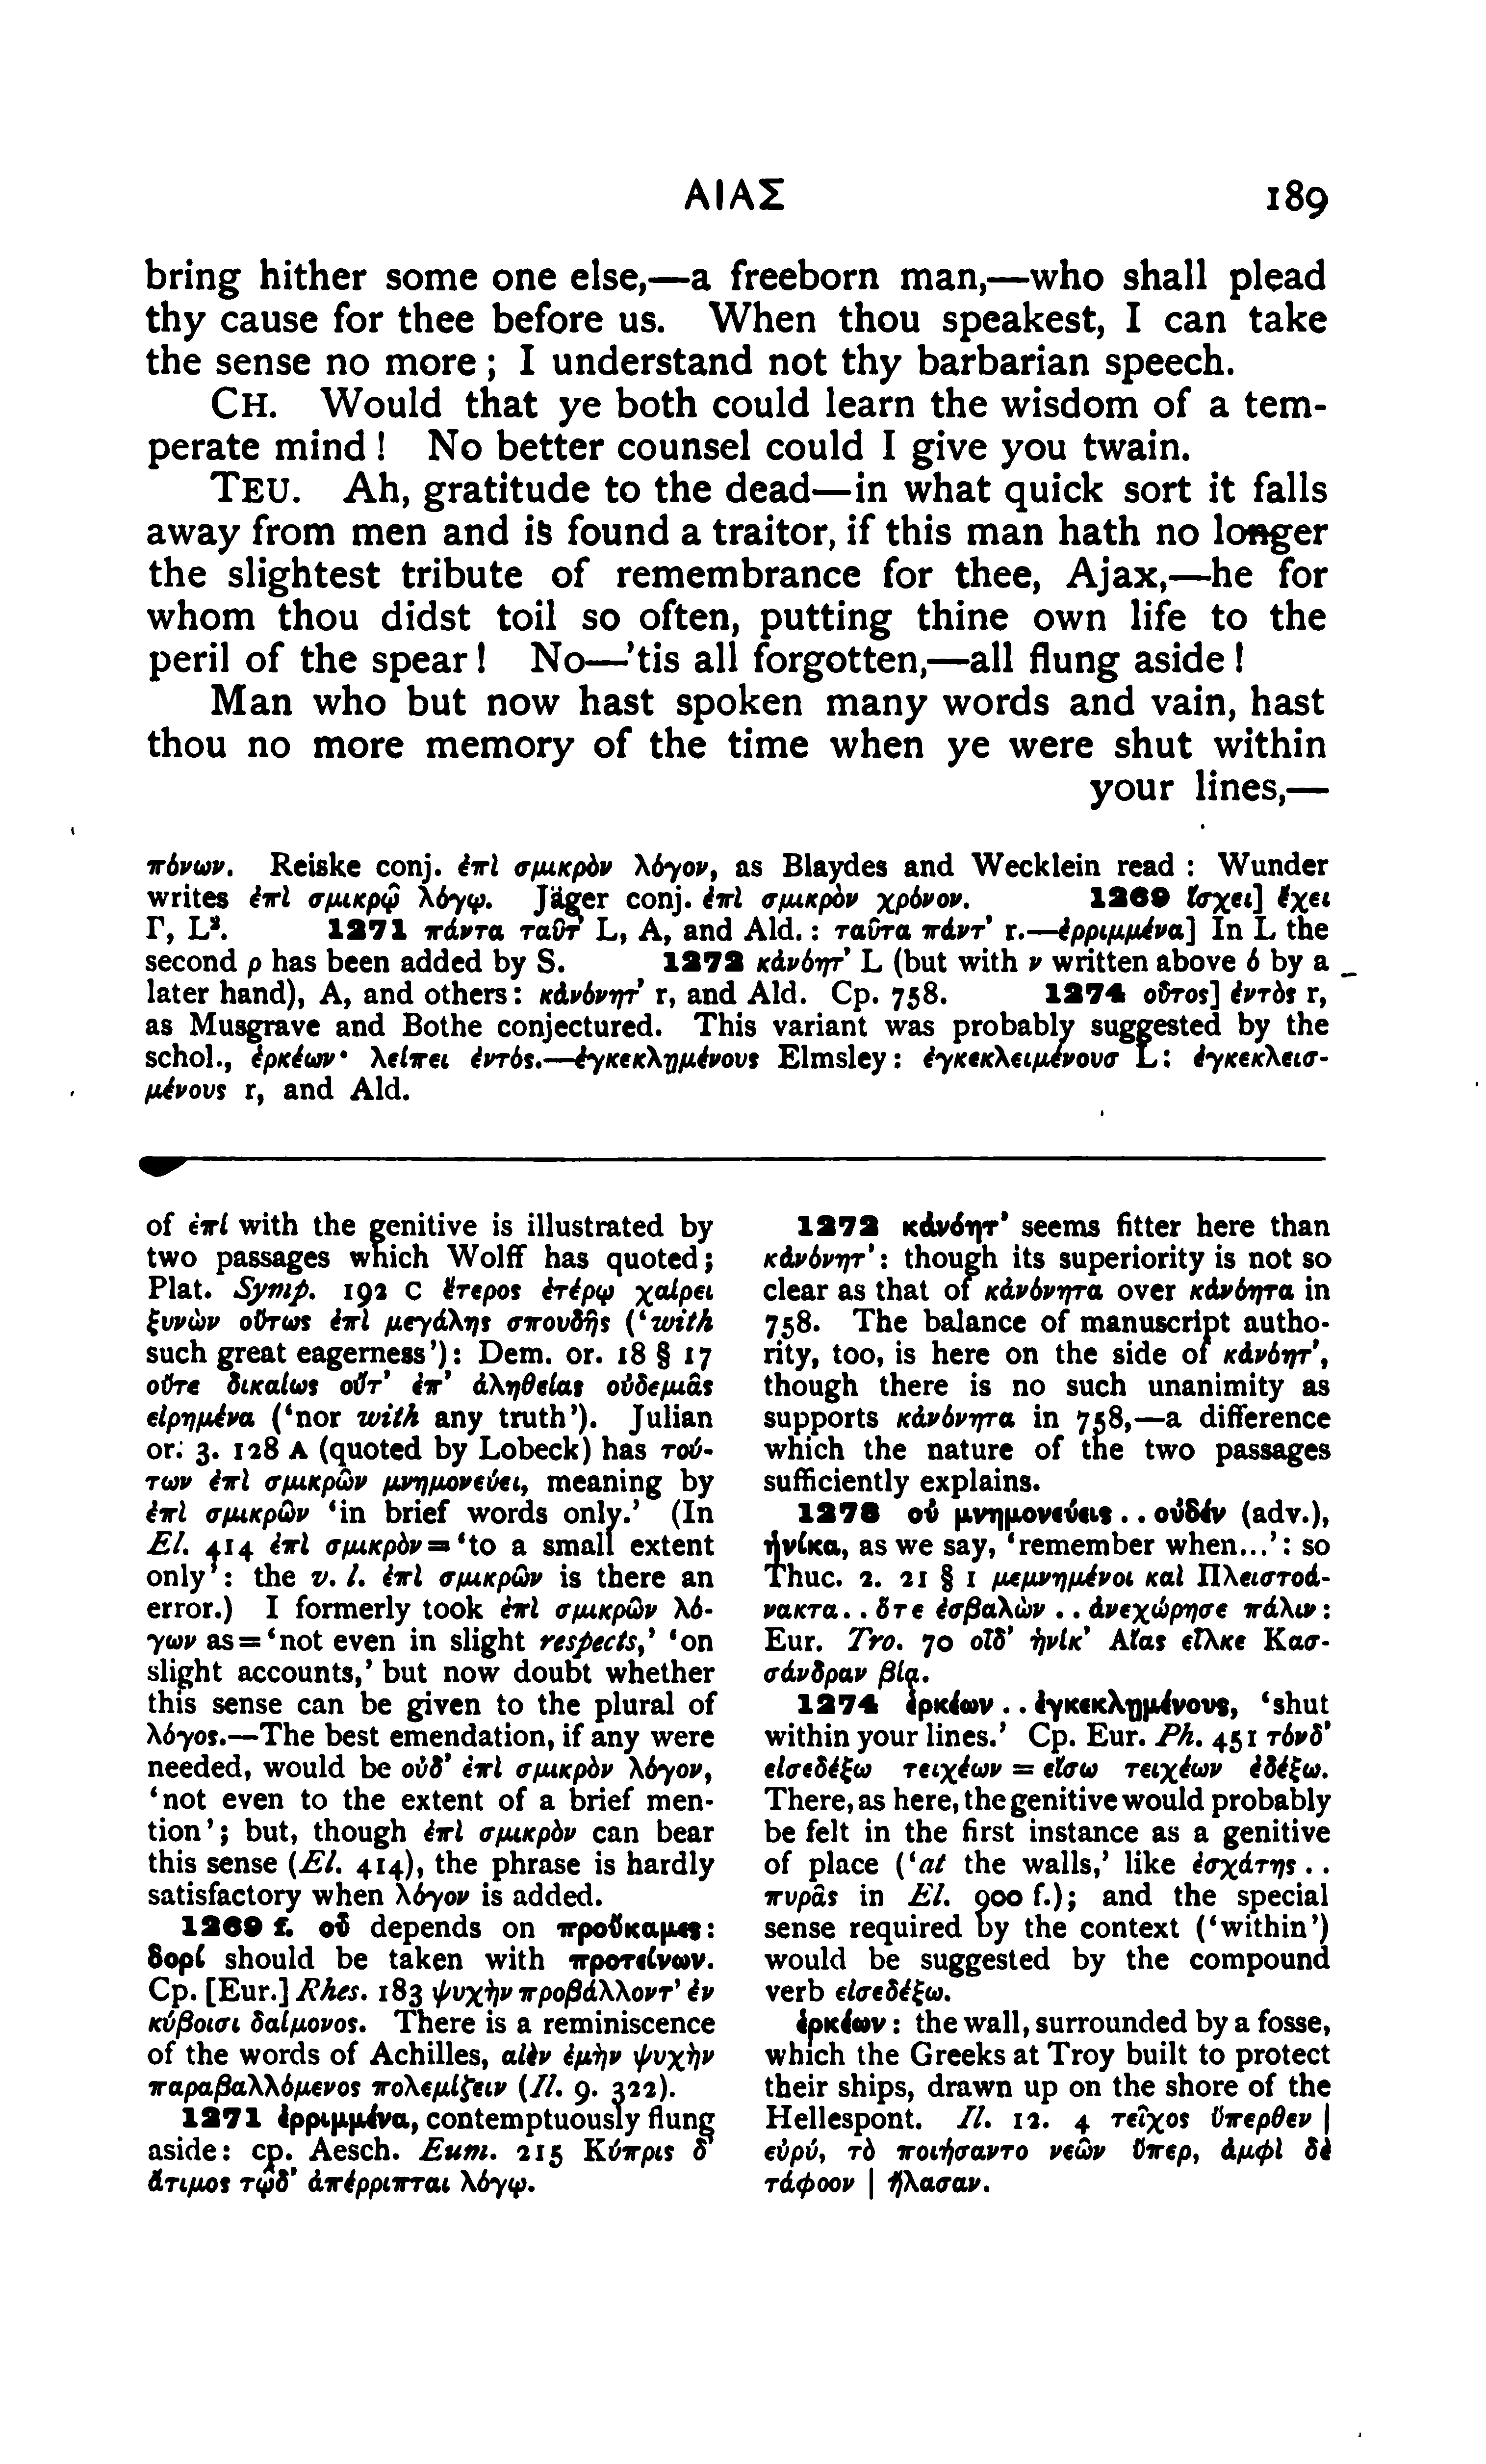 ΑΙΑΣ 189
bring hither some one else,—a freeborn man,—who shall plead
thy cause for thee before us. When thou speakest, I can take
the sense no more ; I understand not thy barbarian speech.
CH. Would that ye both could learn the wisdom of a tem-
perate mind ! No better counsel could I give you twain.
TEU. Ah, gratitude to the dead—in what quick sort it falls
away from men and is found a traitor, if this man hath no longer
the slightest tribute of remembrance for thee, Ajax,—he for
whom thou didst toil so often, putting thine own life to the
peril of the spear ! No—'tis all forgotten,—all flung aside !
Man who but now hast spoken many words and vain, hast
thou no more memory of the time when ye were shut within
your lines,—
πόνων. Reiske conj. ἐπὶ σμικρὸν λόγον, as Blaydes and Wecklein read : Wunder
writes ἐπὶ σμικρῷ λόγῳ. Jäger conj. ἐπὶ σμικρὸν χρόνον. 1269 ἴσχει] ἔχει
Γ, L². 1271 πάντα ταῦτ' L, A, and Ald. : ταῦτα πάντ' r.—ἐρριμμένα] In L the
second ρ has been added by S. 1272 κἀνόητ' L (but with ν written above ό by a
later hand), A, and others : κἀνόνητ' r, and Ald. Cp. 758. 1274 οὗτος] ἐντὸς r,
as Musgrave and Bothe conjectured. This variant was probably suggested by the
schol., ἑρκέων· λείπει ἐντός.—ἐγκεκλῃμένους Elmsley : ἐγκεκλειμένουσ L : ἐγκεκλεισ-
μένους r, and Ald.
of ἐπί with the genitive is illustrated by
two passages which Wolff has quoted ;
Plat. Symp. 192 C ἕτερος ἑτέρῳ χαίρει
ξυνὼν οὕτως ἐπὶ μεγάλης σπουδῆς ('with
such great eagerness') : Dem. or. 18 § 17
οὔτε δικαίως οὔτ' ἐπ' ἀληθείας οὐδεμιᾶς
εἰρημένα ('nor with any truth'). Julian
or. 3. 128 A (quoted by Lobeck) has τού-
των ἐπὶ σμικρῶν μνημονεύει, meaning by
ἐπὶ σμικρῶν 'in brief words only.' (In
El. 414 ἐπὶ σμικρὸν = 'to a small extent
only' : the v. l. ἐπὶ σμικρῶν is there an
error.) I formerly took ἐπὶ σμικρῶν λό-
γων as = 'not even in slight respects,' 'on
slight accounts,' but now doubt whether
this sense can be given to the plural of
λόγος.—The best emendation, if any were
needed, would be οὐδ' ἐπὶ σμικρὸν λόγον,
'not even to the extent of a brief men-
tion' ; but, though ἐπὶ σμικρὸν can bear
this sense (El. 414), the phrase is hardly
satisfactory when λόγον is added.
1269 f. οὗ depends on προὔκαμες :
δορί should be taken with προτείνων.
Cp. [Eur.] Rhes. 183 ψυχὴν προβάλλοντ' ἐν
κύβοισι δαίμονος. There is a reminiscence
of the words of Achilles, αἰὲν ἐμὴν ψυχὴν
παραβαλλόμενος πολεμίζειν (Il. 9. 322).
1271 ἐρριμμένα, contemptuously flung
aside : cp. Aesch. Eum. 215 Κύπρις δ'
ἄτιμος τῷδ' ἀπέρριπται λόγῳ.
1272 κἀνόητ' seems fitter here than
κἀνόνητ' : though its superiority is not so
clear as that of κἀνόνητα over κἀνόητα in
758. The balance of manuscript autho-
rity, too, is here on the side of κἀνόητ',
though there is no such unanimity as
supports κἀνόνητα in 758,—a difference
which the nature of the two passages
sufficiently explains.
1273 οὐ μνημονεύεις . . οὐδέν (adv.),
ἡνίκα, as we say, 'remember when...' : so
Thuc. 2. 21 § 1 μεμνημένοι καὶ Πλειστοά-
νακτα . . ὅτε ἐσβαλὼν . . ἀνεχώρησε πάλιν :
Eur. Tro. 70 οἶδ' ἡνίκ' Αἴας εἷλκε Κασ-
σάνδραν βίᾳ.
1274 ἑρκέων . . ἐγκεκλῃμένους, 'shut
within your lines.' Cp. Eur. Ph. 451 τόνδ'
εἰσεδέξω τειχέων = εἴσω τειχέων ἐδέξω.
There, as here, the genitive would probably
be felt in the first instance as a genitive
of place ('at the walls,' like ἐσχάτης . .
πυρᾶς in El. 900 f.) ; and the special
sense required by the context ('within')
would be suggested by the compound
verb εἰσεδέξω.
ἑρκέων : the wall, surrounded by a fosse,
which the Greeks at Troy built to protect
their ships, drawn up on the shore of the
Hellespont. Il. 12. 4 τεῖχος ὕπερθεν |
εὐρύ, τὸ ποιήσαντο νεῶν ὕπερ, ἀμφὶ δὲ
τάφρον | ἤλασαν.